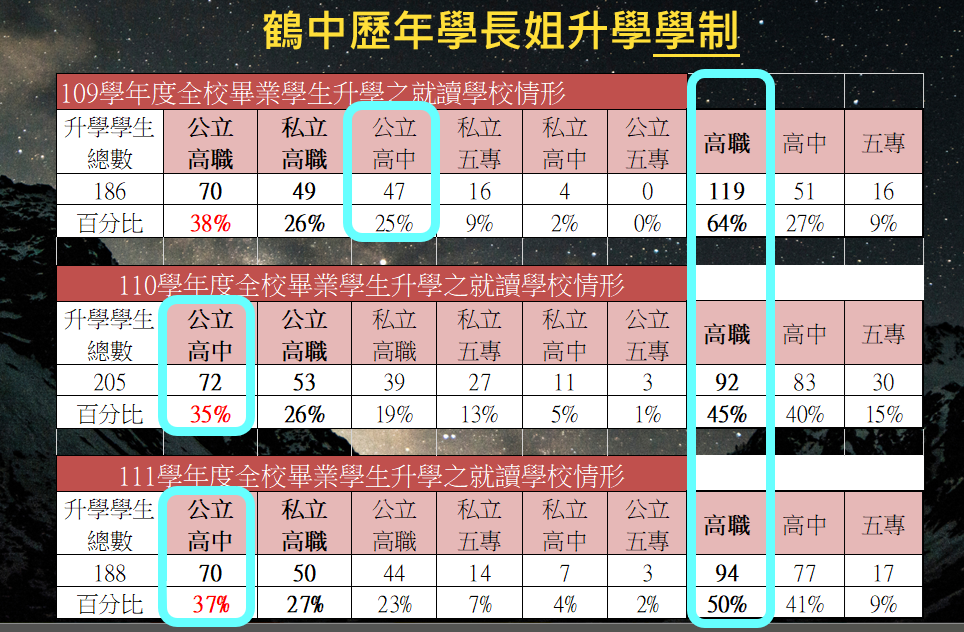 鶴中歷年學長姐升學學制
109學年度全校畢業學生升學之就讀學校情形
升學學生總數 公立高職 私立高職 公立高中 私立五專 私立高中 公立五專 高職 高中 五專
186 70 49 47 16 4 0 119 51 16
百分比 38% 26% 25% 9% 2% 0% 64% 27% 9%
110學年度全校畢業學生升學之就讀學校情形
升學學生總數 公立高中 公立高職 私立高職 私立五專 私立高中 公立五專 高職 高中 五專
205 72 53 39 27 11 3 92 83 30
百分比 35% 26% 19% 13% 5% 1% 45% 40% 15%
111學年度全校畢業學生升學之就讀學校情形
升學學生總數 公立高中 私立高職 公立高職 私立五專 私立高中 公立五專 高職 高中 五專
188 70 50 44 14 7 3 94 77 17
百分比 37% 27% 23% 7% 4% 2% 50% 41% 9%